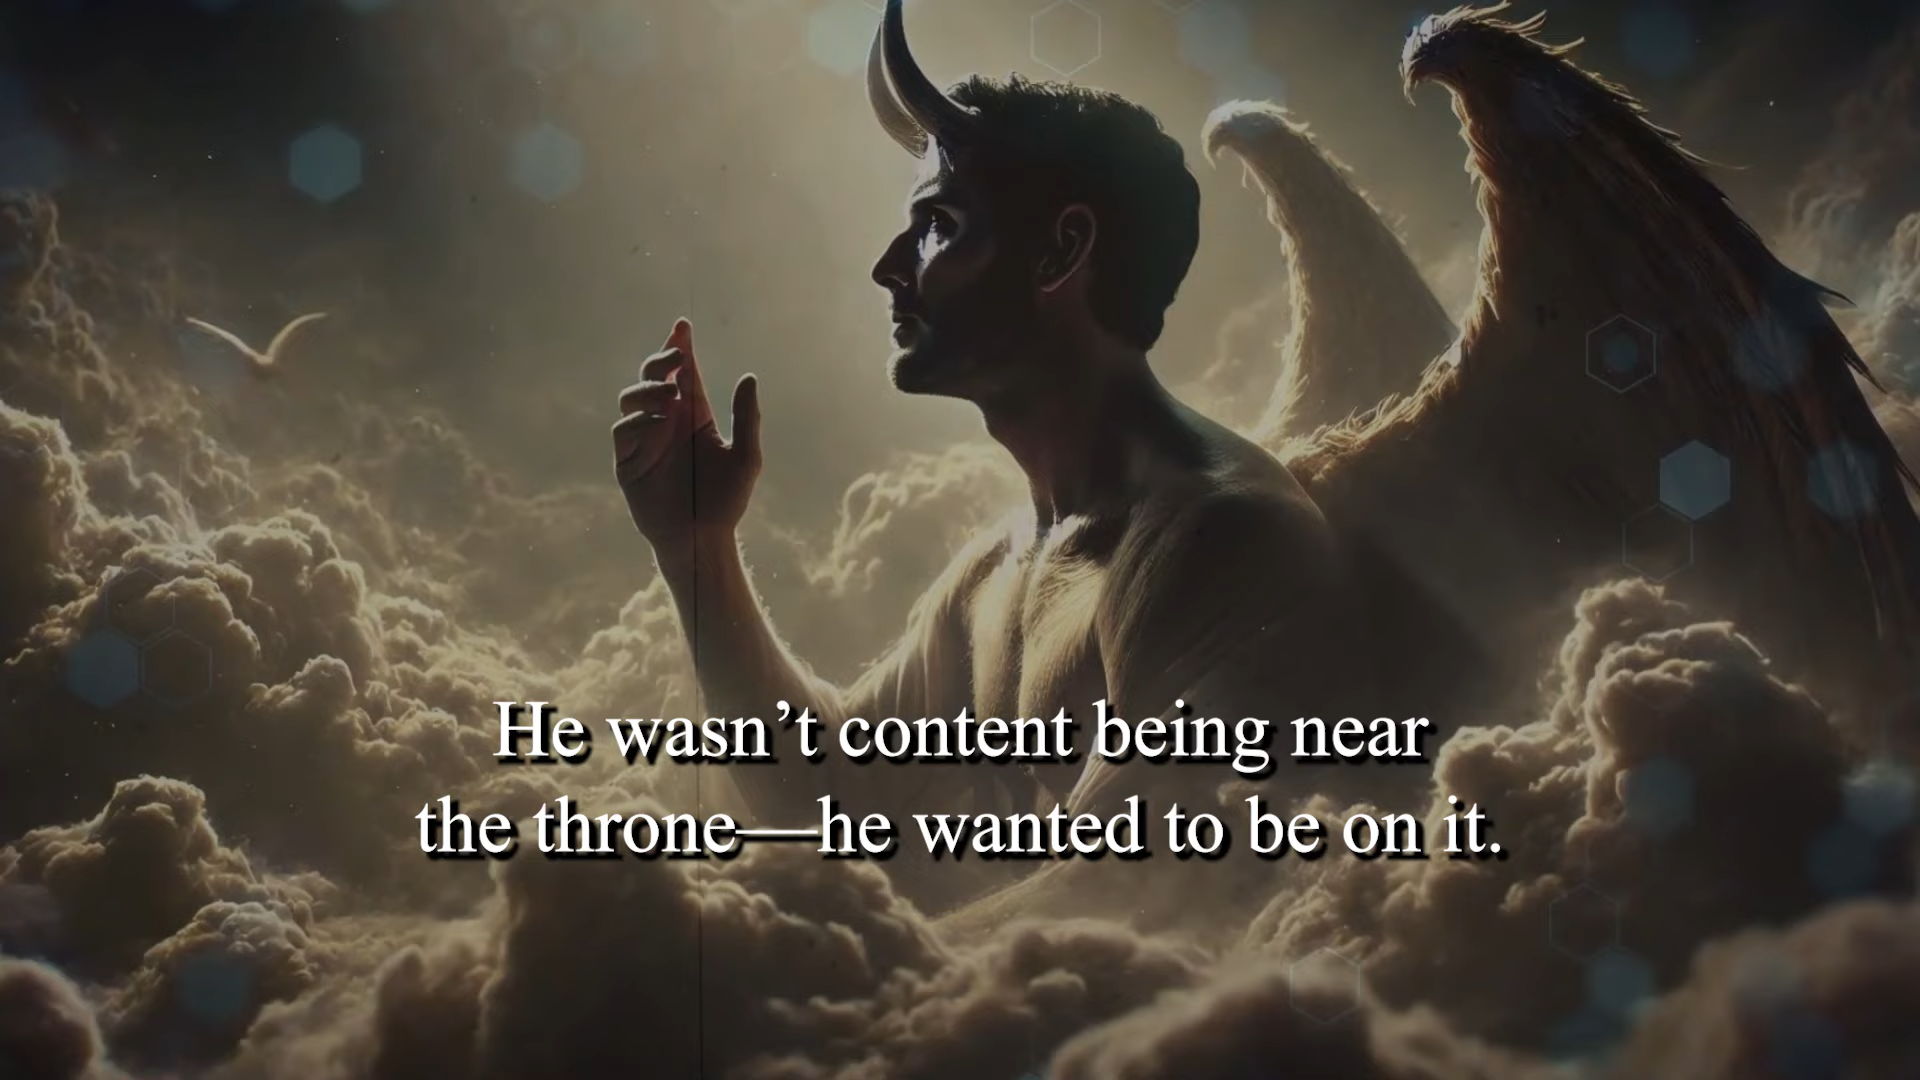 He wasn’t content being near
the throne—he wanted to be on it.